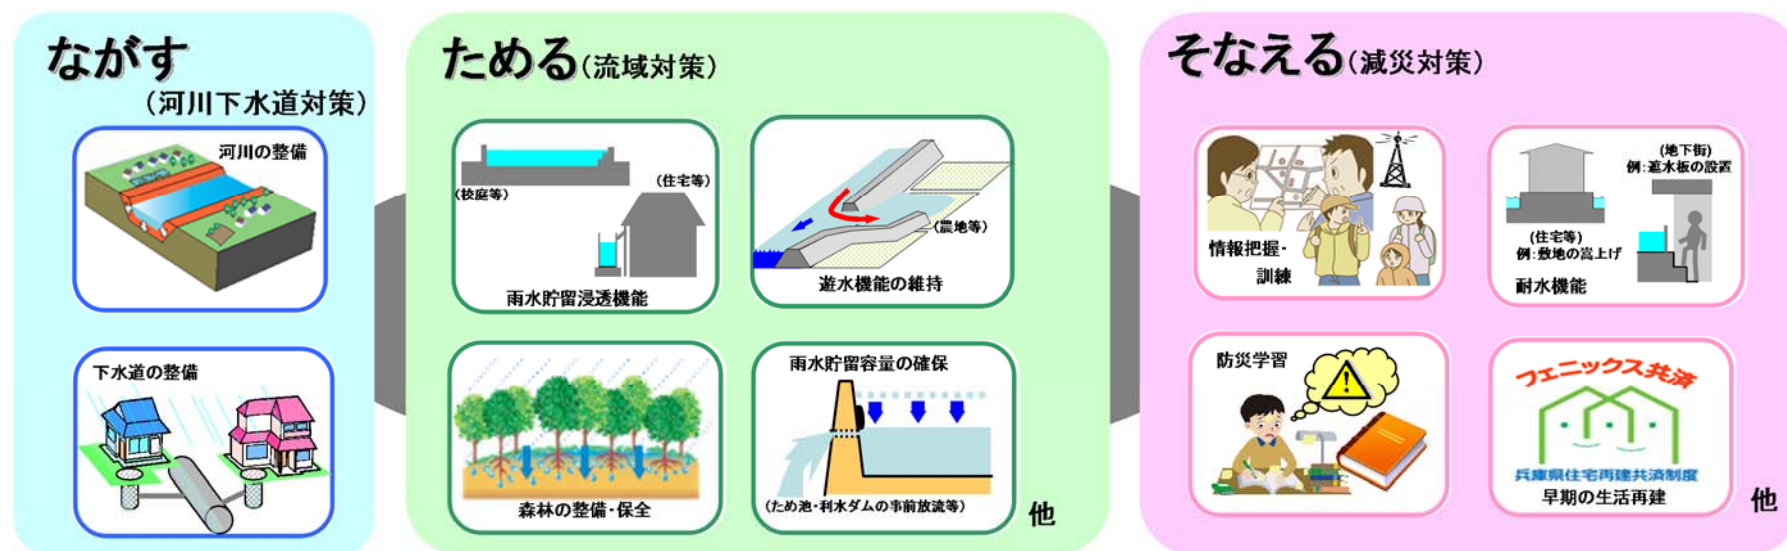 ながす
(河川下水道対策)
河川の整備
下水道の整備
ためる(流域対策)
(校庭等)
(住宅等)
雨水貯留浸透機能
(農地等)
遊水機能の維持
森林の整備・保全
雨水貯留容量の確保
(ため池・利水ダムの事前放流等)
他
そなえる(減災対策)
情報把握・
訓練
(地下街)
例:遮水板の設置
(住宅等)
例:敷地の嵩上げ
耐水機能
防災学習
フェニックス共済
兵庫県住宅再建共済制度
早期の生活再建
他